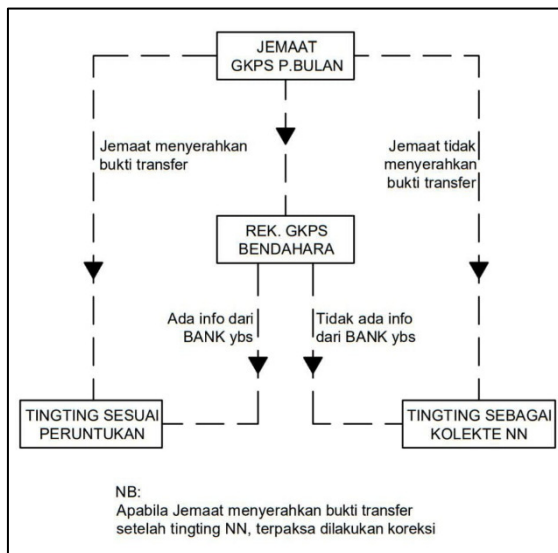 JEMAAT
GKPS P.BULAN
Jemaat menyerahkan
bukti transfer
Jemaat tidak
menyerahkan
bukti transfer
REK. GKPS
BENDAHARA
Ada info dari
BANK ybs
Tidak ada info
dari BANK ybs
TINGTING SESUAI
PERUNTUKAN
TINGTING SEBAGAI
KOLEKTE NN
NB:
Apabila Jemaat menyerahkan bukti transfer
setelah tingting NN, terpaksa dilakukan koreksi